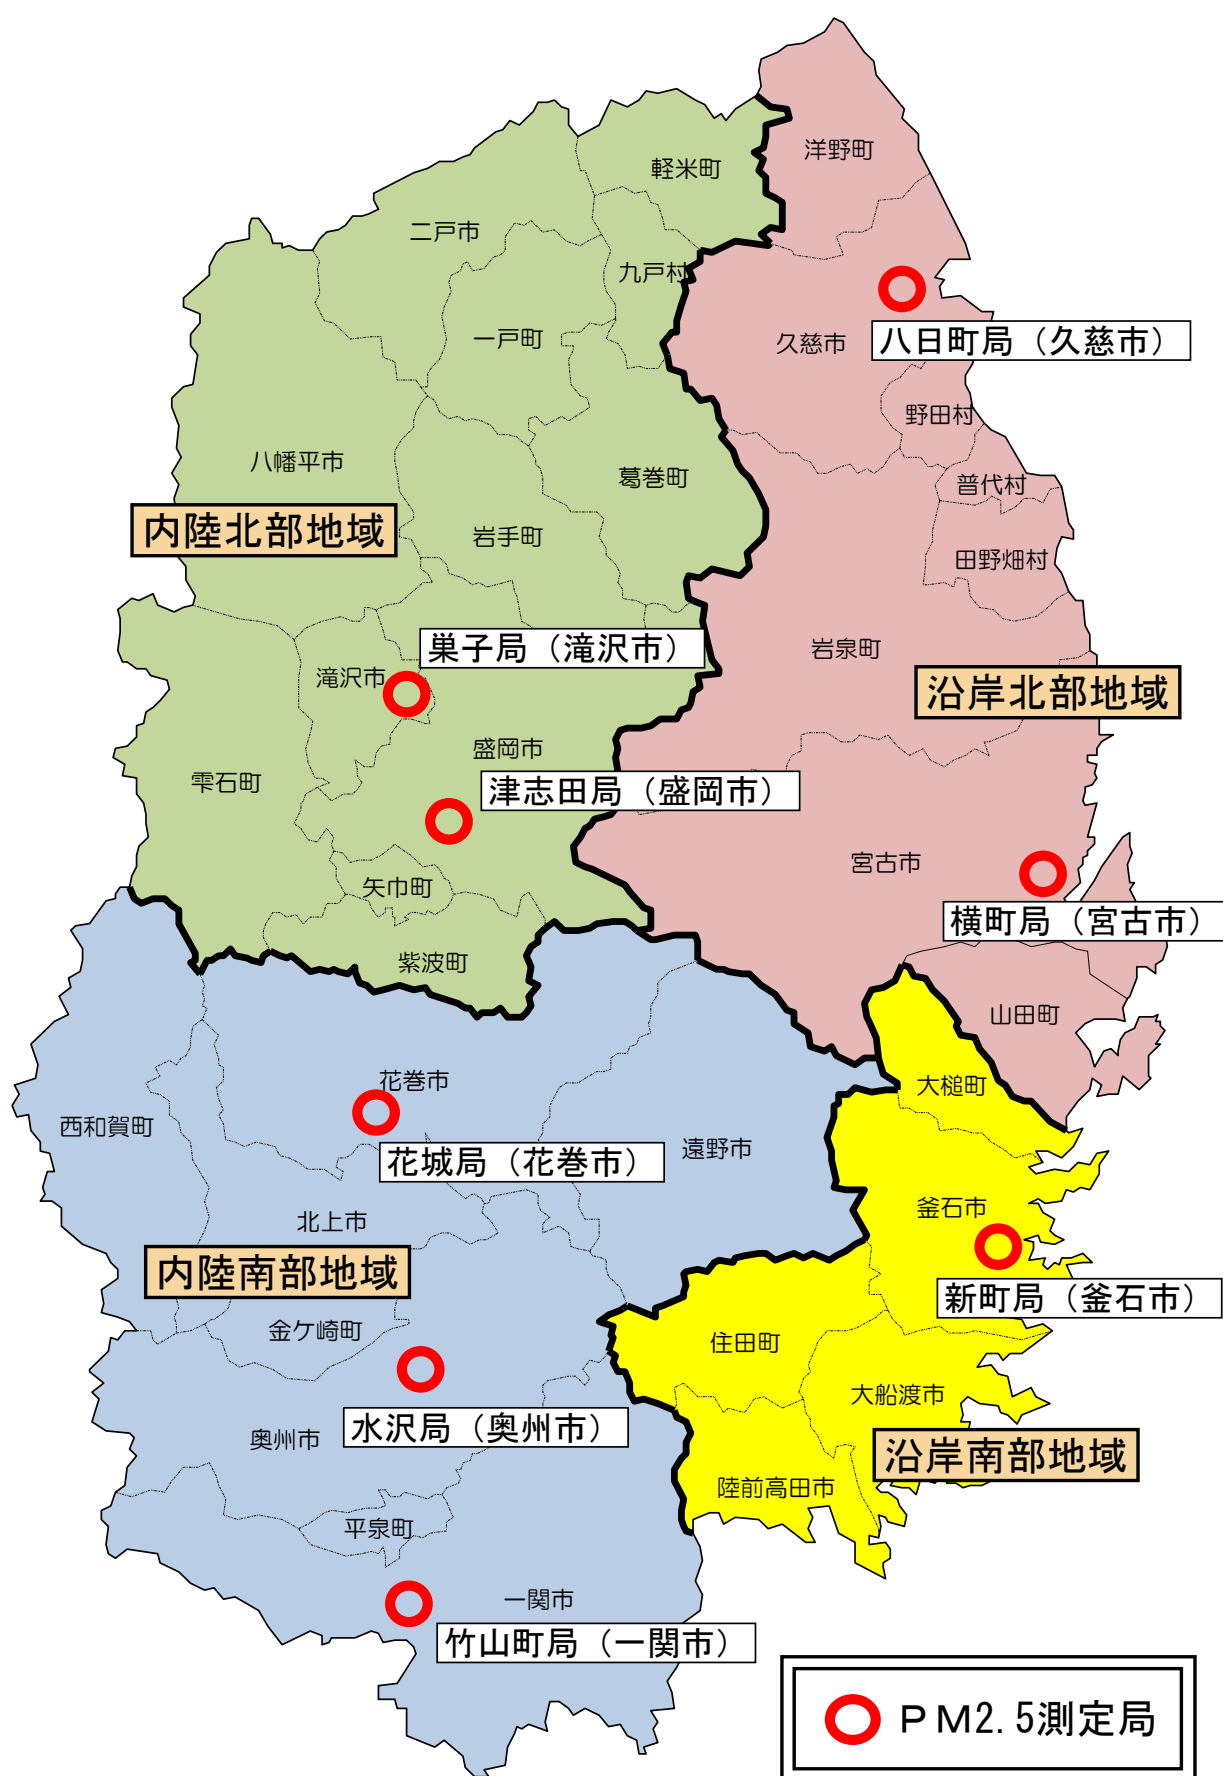 洋野町
軽米町
二戸市
九戸村
一戸町
久慈市
八日町局（久慈市）
野田村
八幡平市
葛巻町
普代村
内陸北部地域
岩手町
田野畑村
巣子局（滝沢市）
岩泉町
滝沢市
沿岸北部地域
盛岡市
雫石町
津志田局（盛岡市）
宮古市
矢巾町
横町局（宮古市）
紫波町
山田町
花巻市
大槌町
西和賀町
遠野市
花城局（花巻市）
釜石市
北上市
内陸南部地域
新町局（釜石市）
金ケ崎町
住田町
大船渡市
水沢局（奥州市）
奥州市
沿岸南部地域
陸前高田市
平泉町
一関市
竹山町局（一関市）
ＰＭ2.5測定局